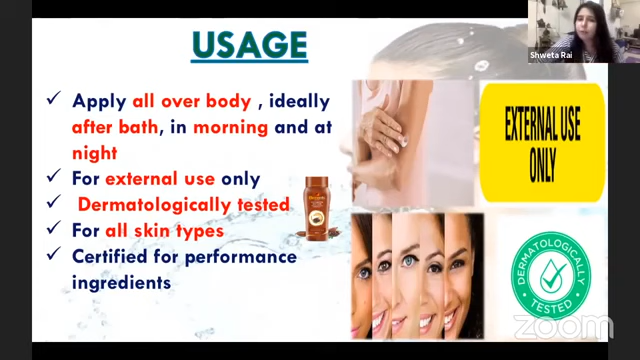 USAGE
Shweta Rai
✓ Apply all over body , ideally
after bath, in morning and at
night
✓ For external use only
✓ Dermatologically tested
✓ For all skin types
✓ Certified for performance
ingredients
EXTERNAL USE
ONLY
DERMATOLOGICALLY
TESTED
zoom